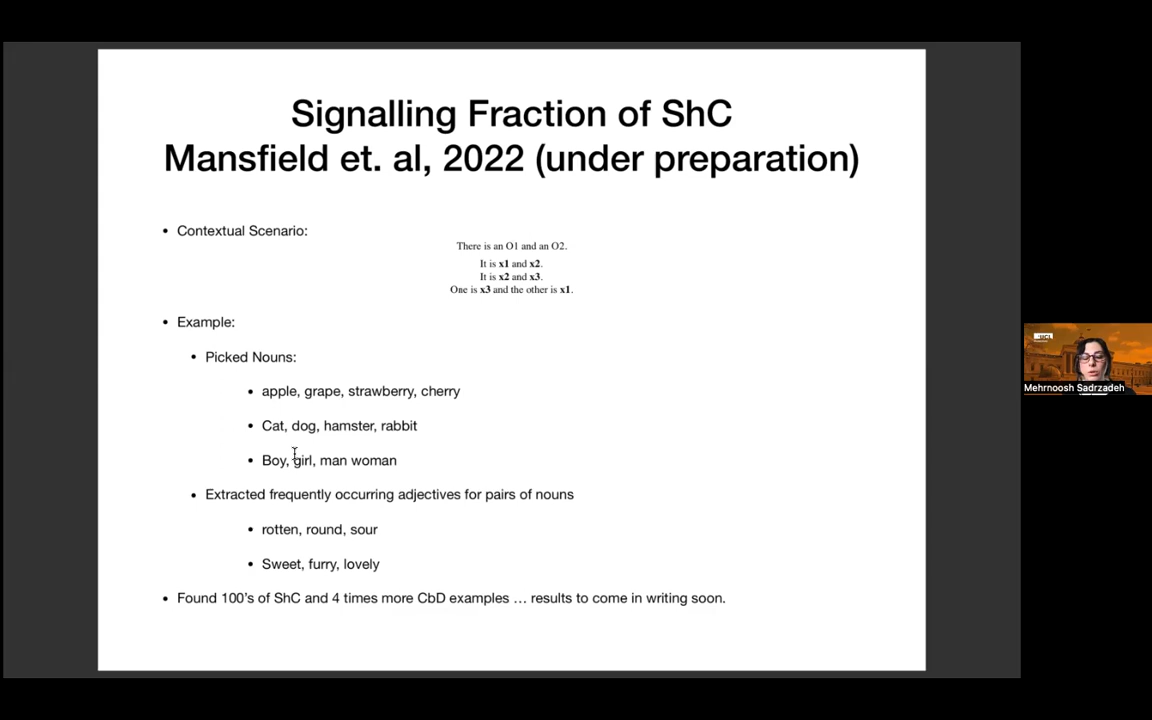 Signalling Fraction of ShC
Mansfield et. al, 2022 (under preparation)
• Contextual Scenario:
There is an O1 and an O2.
It is x1 and x2.
It is x2 and x3.
One is x3 and the other is x1.
• Example:
• Picked Nouns:
• apple, grape, strawberry, cherry
• Cat, dog, hamster, rabbit
• Boy, girl, man woman
• Extracted frequently occurring adjectives for pairs of nouns
• rotten, round, sour
• Sweet, furry, lovely
• Found 100's of ShC and 4 times more CbD examples … results to come in writing soon.
UCL
Mehrnoosh Sadrzadeh